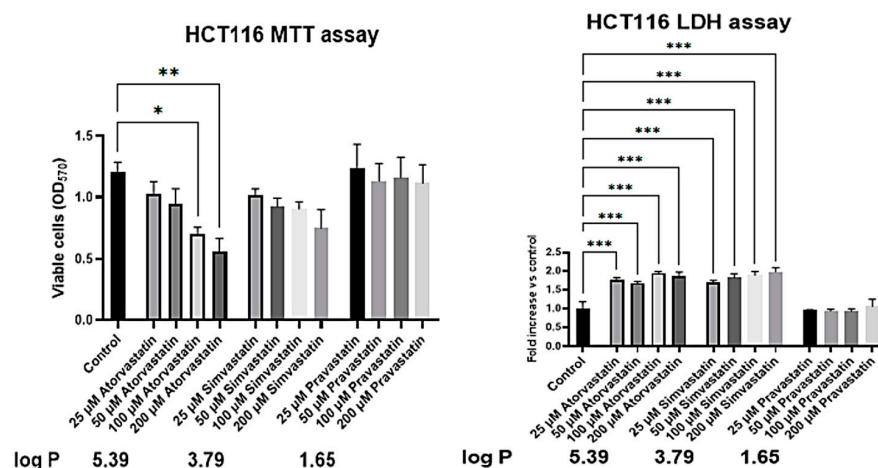 HCT116 MTT assay
**
*
Viable cells (OD570)
1.5
1.0
0.5
0.0
Control
25 µM Atorvastatin
50 µM Atorvastatin
100 µM Atorvastatin
200 µM Atorvastatin
25 µM Simvastatin
50 µM Simvastatin
100 µM Simvastatin
200 µM Simvastatin
25 µM Pravastatin
50 µM Pravastatin
100 µM Pravastatin
200 µM Pravastatin
log P 5.39 3.79 1.65
HCT116 LDH assay
***
***
***
***
***
***
***
***
Fold increase vs control
2.5
2.0
1.5
1.0
0.5
0.0
Control
25 µM Atorvastatin
50 µM Atorvastatin
100 µM Atorvastatin
200 µM Atorvastatin
25 µM Simvastatin
50 µM Simvastatin
100 µM Simvastatin
200 µM Simvastatin
25 µM Pravastatin
50 µM Pravastatin
100 µM Pravastatin
200 µM Pravastatin
log P 5.39 3.79 1.65